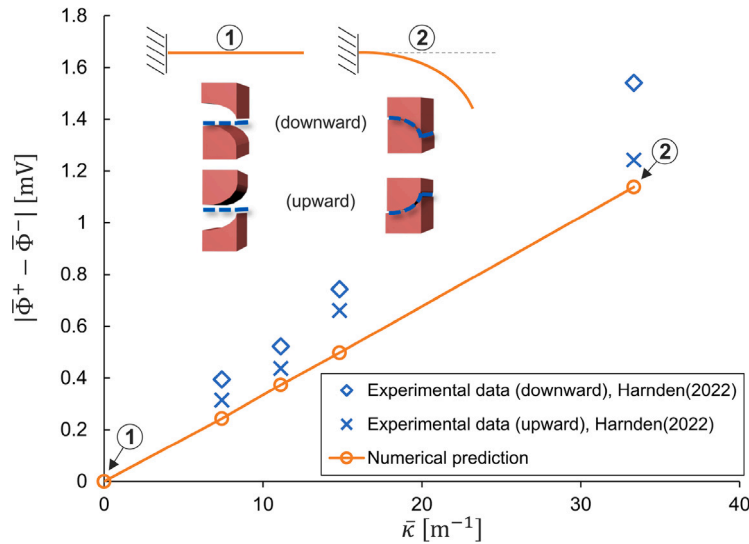 1.8
1.6
1.4
1.2
1
0.8
0.6
0.4
0.2
0
|Φ̄⁺ − Φ̄⁻| [mV]
1
2
(downward)
(upward)
2
1
Experimental data (downward), Harnden(2022)
Experimental data (upward), Harnden(2022)
Numerical prediction
0
10
20
30
40
κ̄ [m⁻¹]